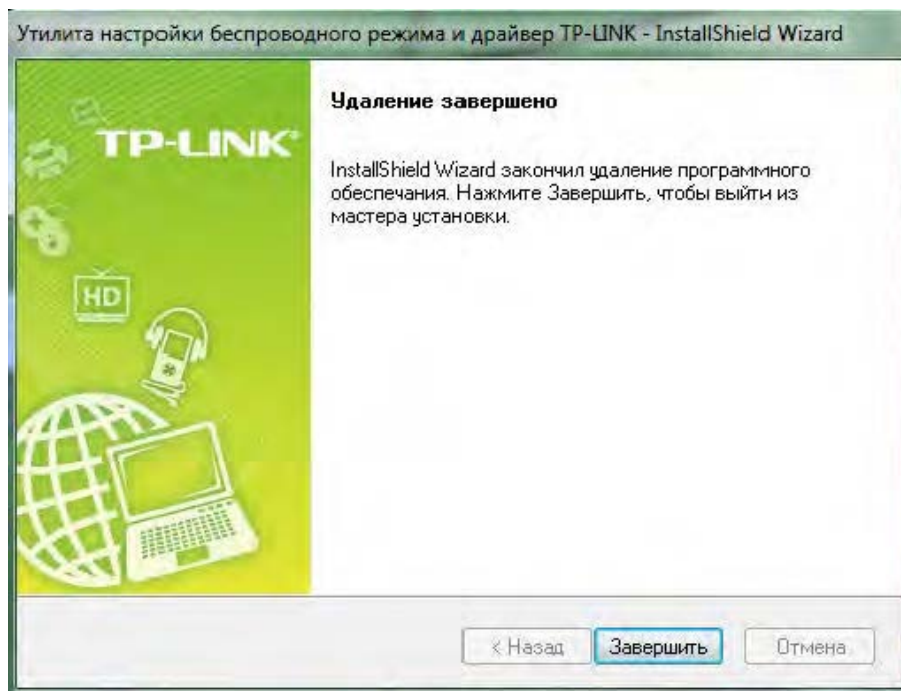 Утилита настройки беспроводного режима и драйвер TP-LINK - InstallShield Wizard
TP-LINK®
Удаление завершено
InstallShield Wizard закончил удаление программного
обеспечания. Нажмите Завершить, чтобы выйти из
мастера установки.
HD
< Назад
Завершить
Отмена